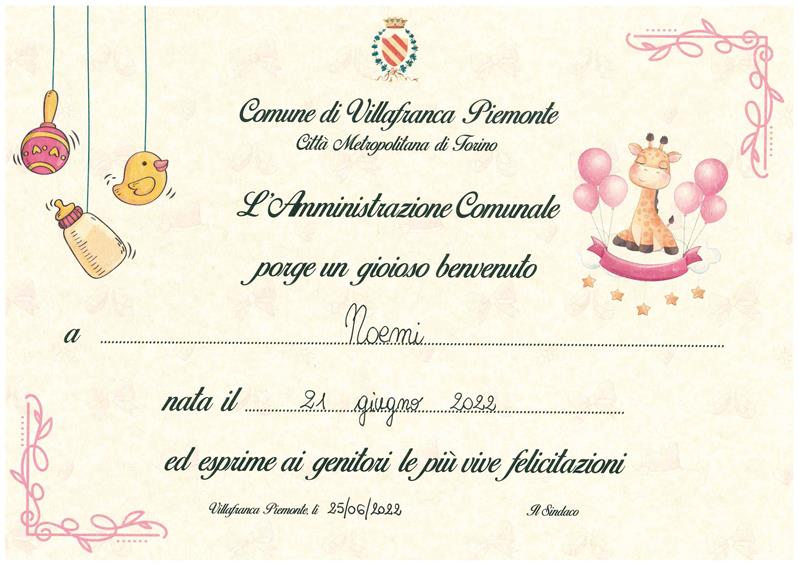 Comune di Villafranca Piemonte
Città Metropolitana di Torino
L'Amministrazione Comunale
porge un gioioso benvenuto
a Noemi
nata il 21 giugno 2022
ed esprime ai genitori le più vive felicitazioni
Villafranca Piemonte, lì 25/06/2022 Il Sindaco